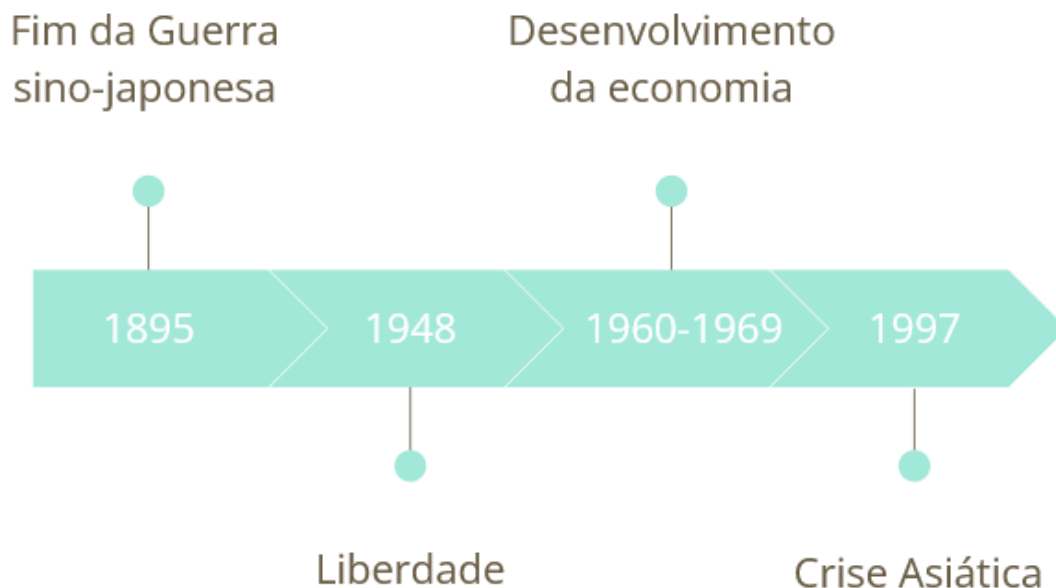 Fim da Guerra
sino-japonesa
Desenvolvimento
da economia
1895
1948
1960-1969
1997
Liberdade
Crise Asiática